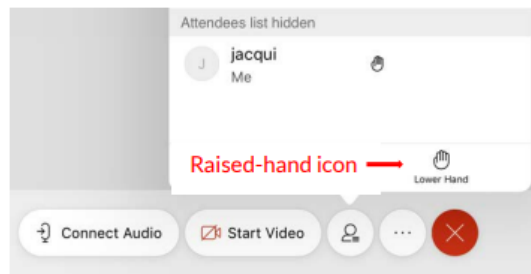 Attendees list hidden
J
jacqui
Me
Raised-hand icon
Lower Hand
Connect Audio
Start Video